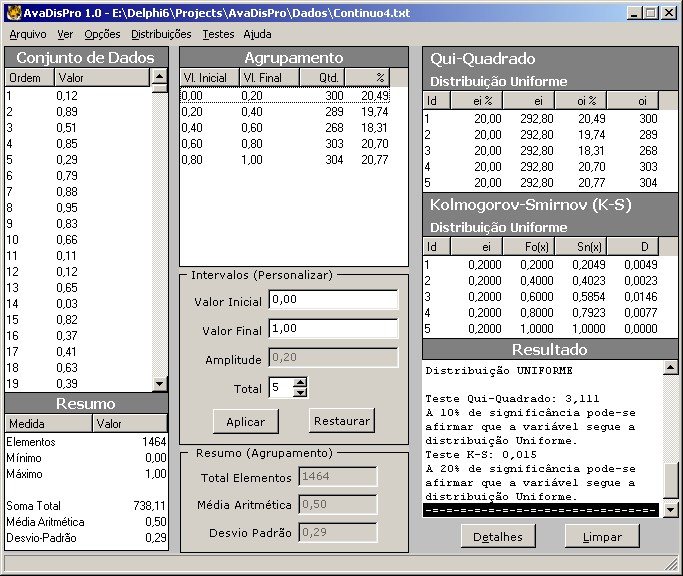 AvaDisPro 1.0 - E:\Delphi6\Projects\AvaDisPro\Dados\Continuo4.txt
Arquivo Ver Opções Distribuições Testes Ajuda
Conjunto de Dados
Ordem Valor
1 0,12
2 0,89
3 0,51
4 0,85
5 0,29
6 0,79
7 0,88
8 0,95
9 0,83
10 0,66
11 0,11
12 0,12
13 0,65
14 0,03
15 0,82
16 0,37
17 0,41
18 0,63
19 0,39
Resumo
Medida Valor
Elementos 1464
Mínimo 0,00
Máximo 1,00
Soma Total 738,11
Média Aritmética 0,50
Desvio-Padrão 0,29
Agrupamento
Vl. Inicial Vl. Final Qtd. %
0,00 0,20 300 20,49
0,20 0,40 289 19,74
0,40 0,60 268 18,31
0,60 0,80 303 20,70
0,80 1,00 304 20,77
Intervalos (Personalizar)
Valor Inicial 0,00
Valor Final 1,00
Amplitude 0,20
Total 5
Aplicar Restaurar
Resumo (Agrupamento)
Total Elementos 1464
Média Aritmética 0,50
Desvio Padrão 0,29
Qui-Quadrado
Distribuição Uniforme
Id ei % ei oi % oi
1 20,00 292,80 20,49 300
2 20,00 292,80 19,74 289
3 20,00 292,80 18,31 268
4 20,00 292,80 20,70 303
5 20,00 292,80 20,77 304
Kolmogorov-Smirnov (K-S)
Distribuição Uniforme
Id ei Fo(x) Sn(x) D
1 0,2000 0,2000 0,2049 0,0049
2 0,2000 0,4000 0,4023 0,0023
3 0,2000 0,6000 0,5854 0,0146
4 0,2000 0,8000 0,7923 0,0077
5 0,2000 1,0000 1,0000 0,0000
Resultado
Distribuição UNIFORME
Teste Qui-Quadrado: 3,111
A 10% de significância pode-se
afirmar que a variável segue a
distribuição Uniforme.
Teste K-S: 0,015
A 20% de significância pode-se
afirmar que a variável segue a
distribuição Uniforme.
-=-=-=-=-=-=-=-=-=-=-=-=-=-=-
Detalhes Limpar